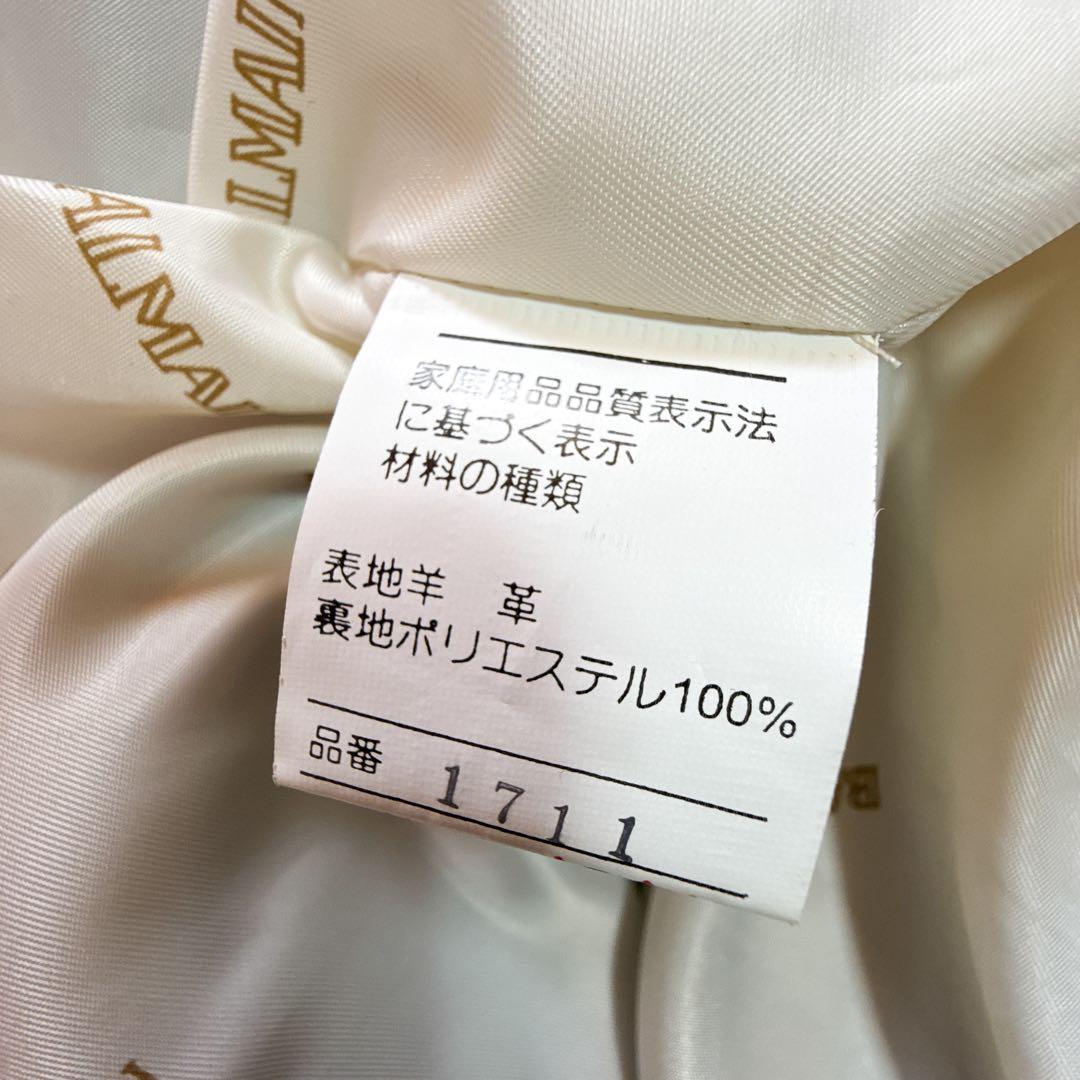 ALMAI
ALMAI
家庭用品品質表示法
に基づく表示
材料の種類
表地羊 革
裏地ポリエステル100%
品番 1711